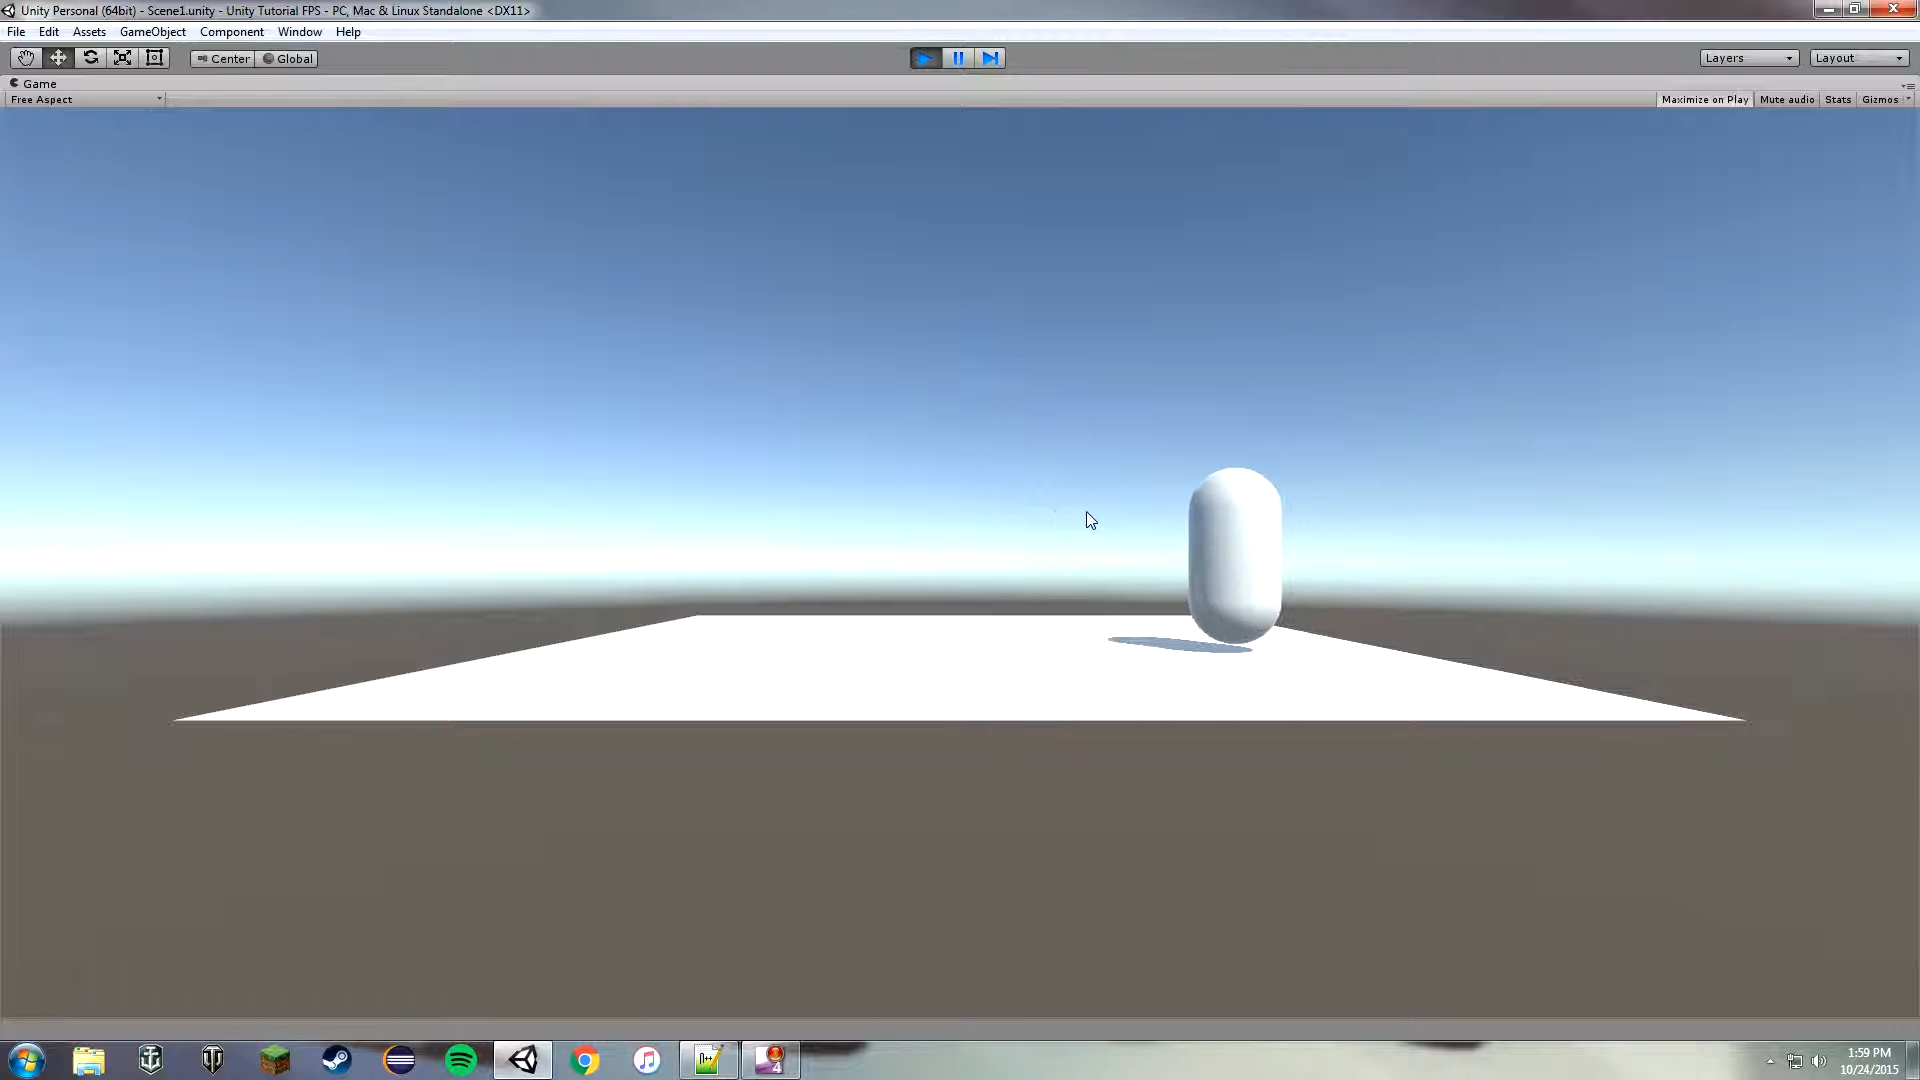 Unity Personal (64bit) - Scene1.unity - Unity Tutorial FPS - PC, Mac & Linux Standalone <DX11>
File Edit Assets GameObject Component Window Help
Center Global Layers Layout
Game
Free Aspect Maximize on Play Mute audio Stats Gizmos
n++ 4 1:59 PM
10/24/2015